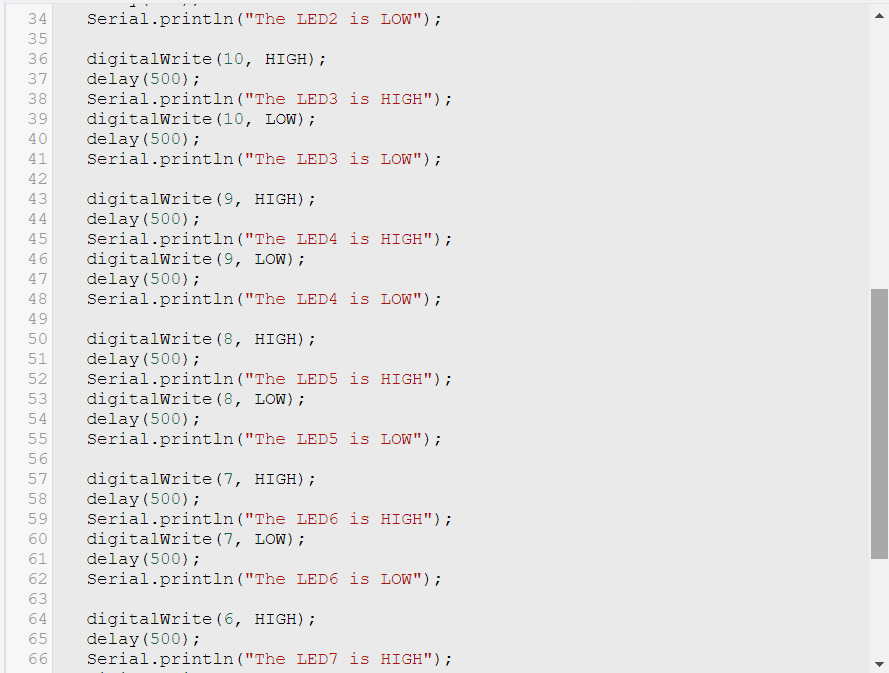 34 Serial.println("The LED2 is LOW");
35
36 digitalWrite(10, HIGH);
37 delay(500);
38 Serial.println("The LED3 is HIGH");
39 digitalWrite(10, LOW);
40 delay(500);
41 Serial.println("The LED3 is LOW");
42
43 digitalWrite(9, HIGH);
44 delay(500);
45 Serial.println("The LED4 is HIGH");
46 digitalWrite(9, LOW);
47 delay(500);
48 Serial.println("The LED4 is LOW");
49
50 digitalWrite(8, HIGH);
51 delay(500);
52 Serial.println("The LED5 is HIGH");
53 digitalWrite(8, LOW);
54 delay(500);
55 Serial.println("The LED5 is LOW");
56
57 digitalWrite(7, HIGH);
58 delay(500);
59 Serial.println("The LED6 is HIGH");
60 digitalWrite(7, LOW);
61 delay(500);
62 Serial.println("The LED6 is LOW");
63
64 digitalWrite(6, HIGH);
65 delay(500);
66 Serial.println("The LED7 is HIGH");